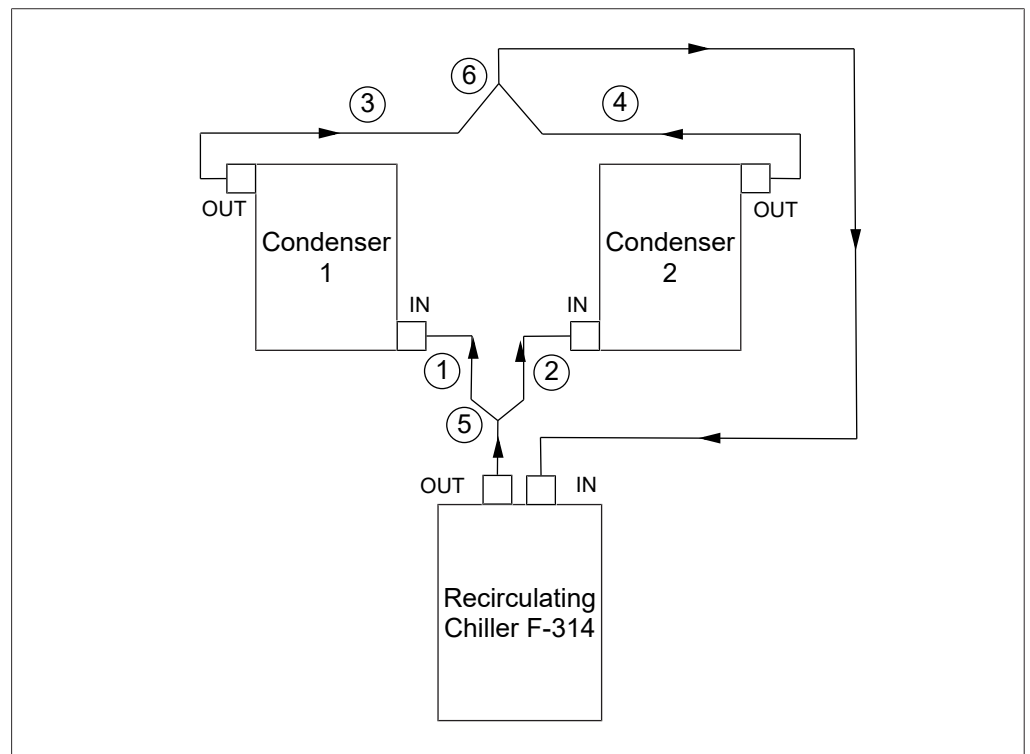 6
3
4
OUT
OUT
Condenser
1
Condenser
2
IN
IN
1
2
5
OUT
IN
Recirculating
Chiller F-314